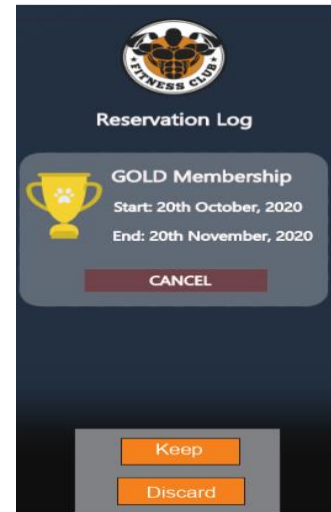 FITNESS CLUB
Reservation Log
GOLD Membership
Start: 20th October, 2020
End: 20th November, 2020
CANCEL
Keep
Discard